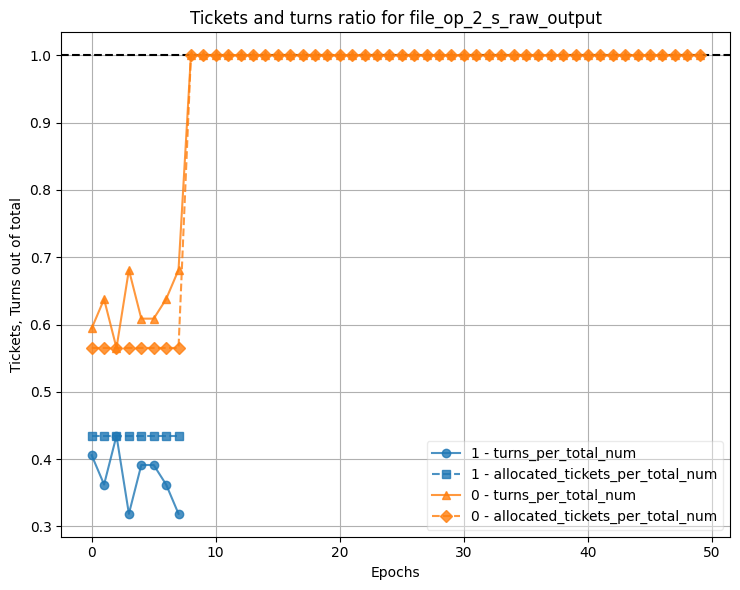 Tickets and turns ratio for file_op_2_s_raw_output
Tickets, Turns out of total
1.0
0.9
0.8
0.7
0.6
0.5
0.4
0.3
1 - turns_per_total_num
1 - allocated_tickets_per_total_num
0 - turns_per_total_num
0 - allocated_tickets_per_total_num
0 10 20 30 40 50
Epochs